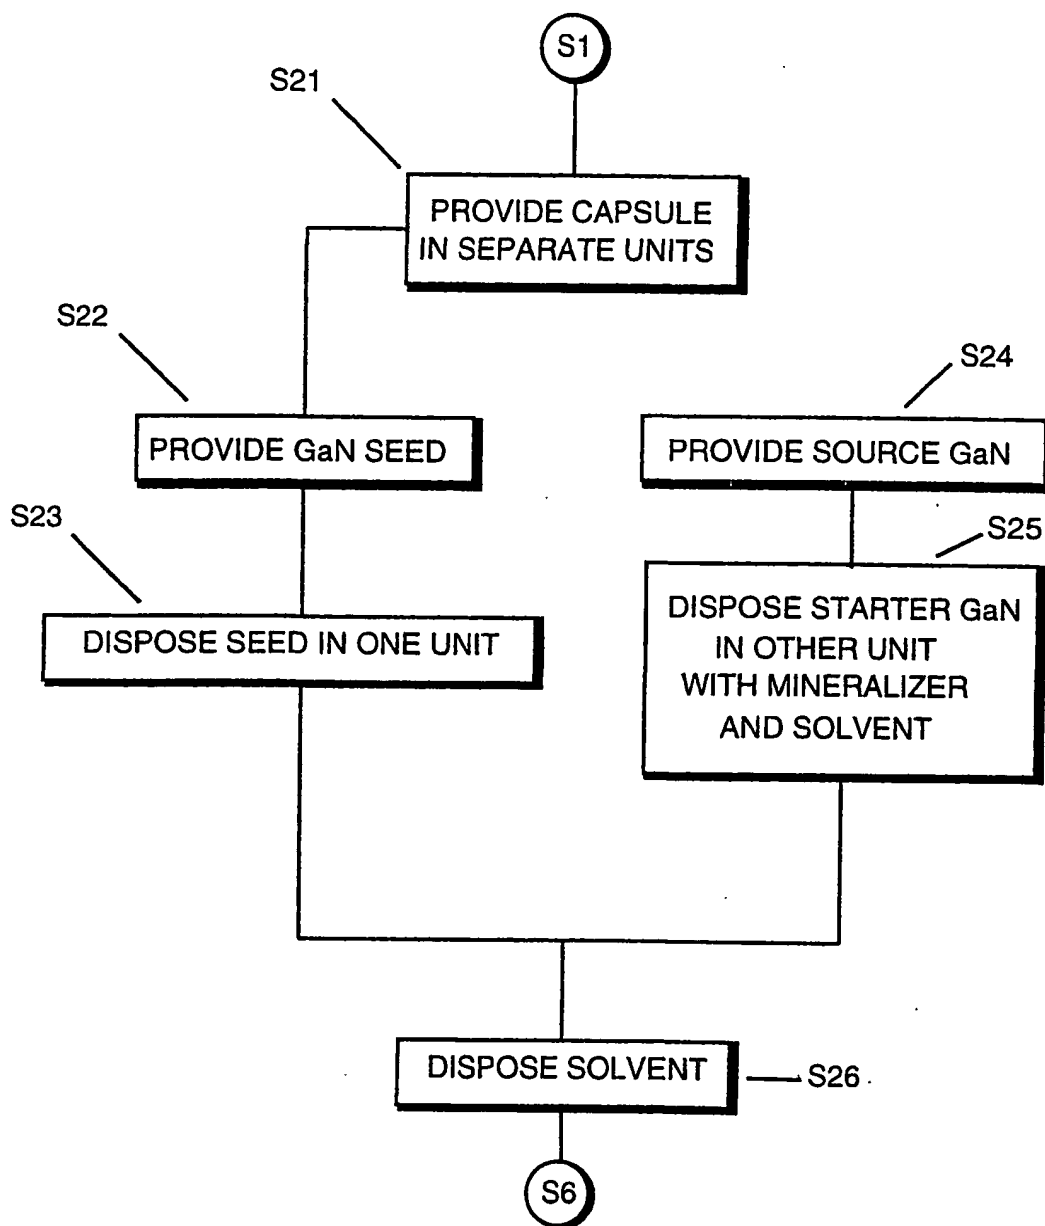 S1
S21
PROVIDE CAPSULE
IN SEPARATE UNITS
S22
S24
PROVIDE GaN SEED
PROVIDE SOURCE GaN
S23
S25
DISPOSE SEED IN ONE UNIT
DISPOSE STARTER GaN
IN OTHER UNIT
WITH MINERALIZER
AND SOLVENT
DISPOSE SOLVENT
S26
S6